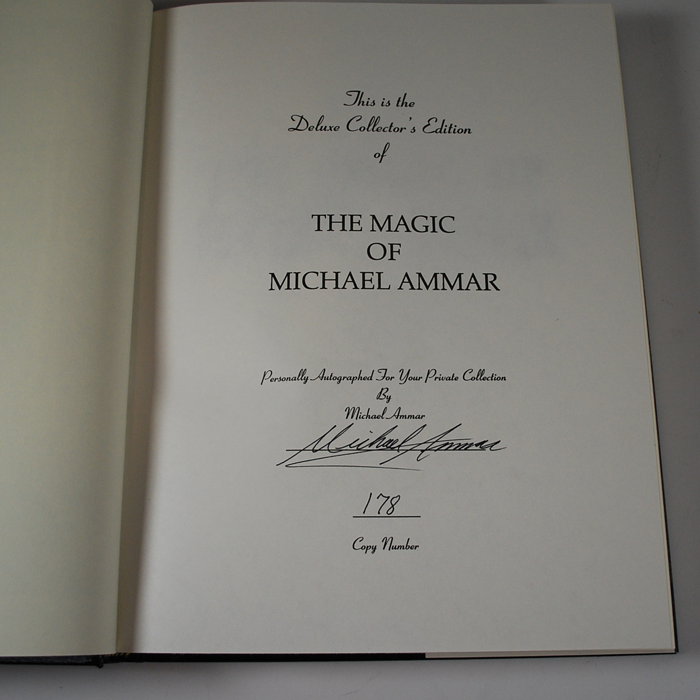 This is the
Deluxe Collector's Edition
of
THE MAGIC
OF
MICHAEL AMMAR
Personally Autographed For Your Private Collection
By
Michael Ammar
Michael Ammar
178
Copy Number